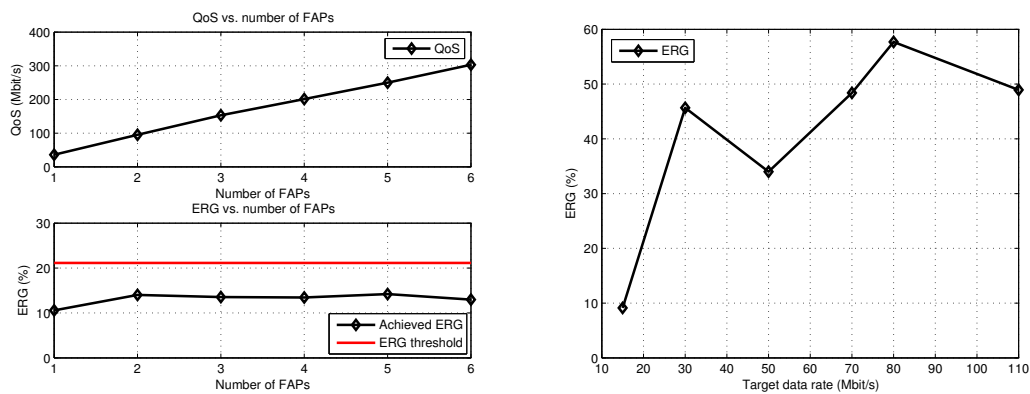 QoS vs. number of FAPs
400
300
200
100
0
QoS (Mbit/s)
QoS
1 2 3 4 5 6
Number of FAPs
ERG vs. number of FAPs
30
20
10
0
ERG (%)
Achieved ERG
ERG threshold
1 2 3 4 5 6
Number of FAPs
60
50
40
30
20
10
0
ERG (%)
ERG
10 20 30 40 50 60 70 80 90 100 110
Target data rate (Mbit/s)